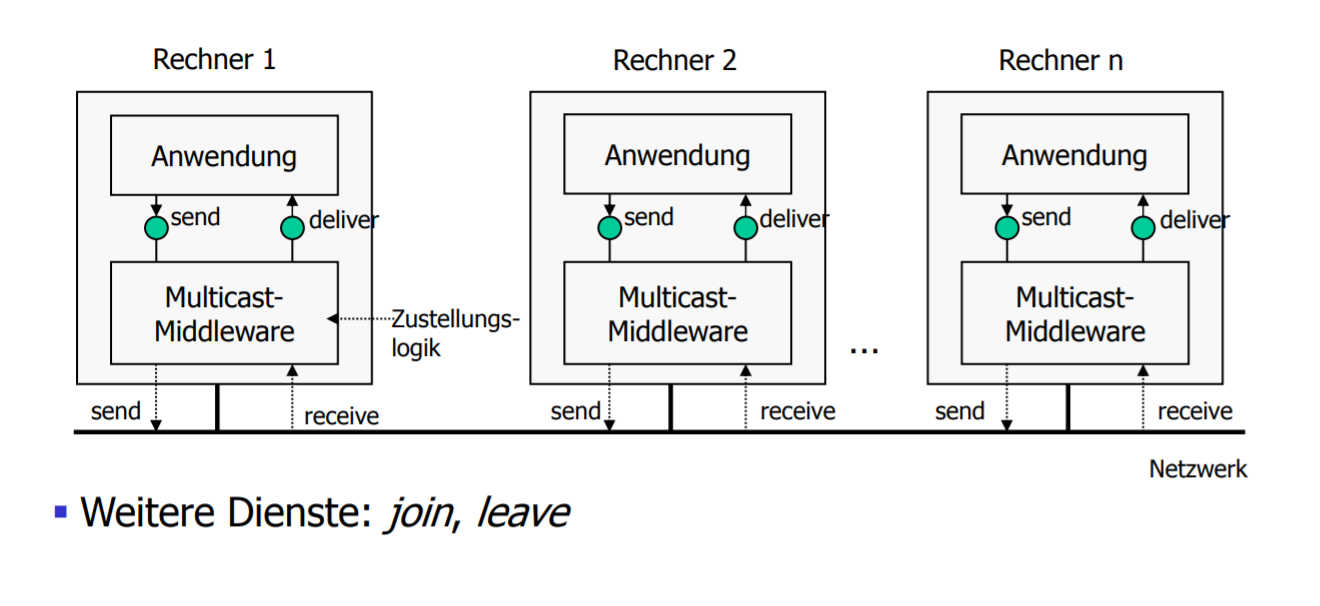 Rechner 1
Rechner 2
Rechner n
Anwendung
Anwendung
Anwendung
send
deliver
send
deliver
send
deliver
Multicast-
Middleware
Zustellungs-
logik
Multicast-
Middleware
...
Multicast-
Middleware
send
receive
send
receive
send
receive
Netzwerk
Weitere Dienste: join, leave